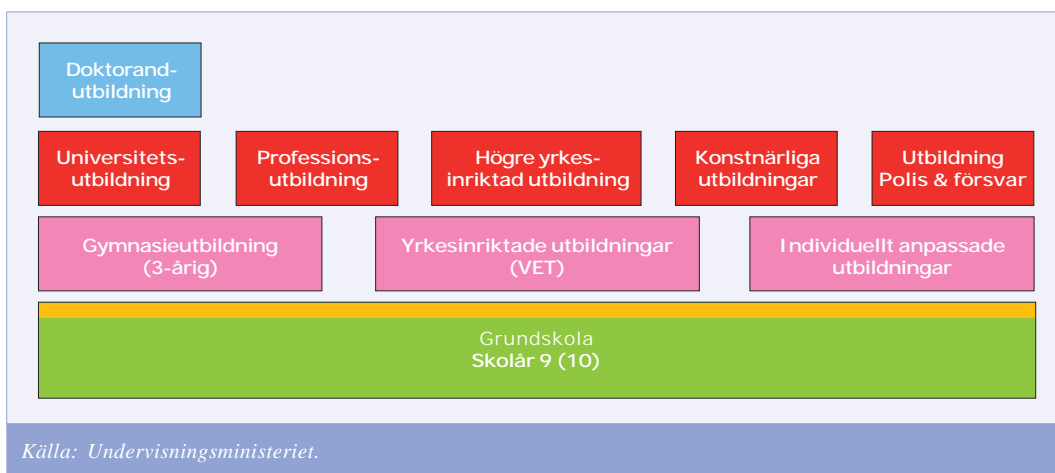 Doktorand-
utbildning
Universitets-
utbildning
Professions-
utbildning
Högre yrkes-
inriktad utbildning
Konstnärliga
utbildningar
Utbildning
Polis & försvar
Gymnasieutbildning
(3-årig)
Yrkesinriktade utbildningar
(VET)
Individuellt anpassade
utbildningar
Grundskola
Skolår 9 (10)
Källa: Undervisningsministeriet.